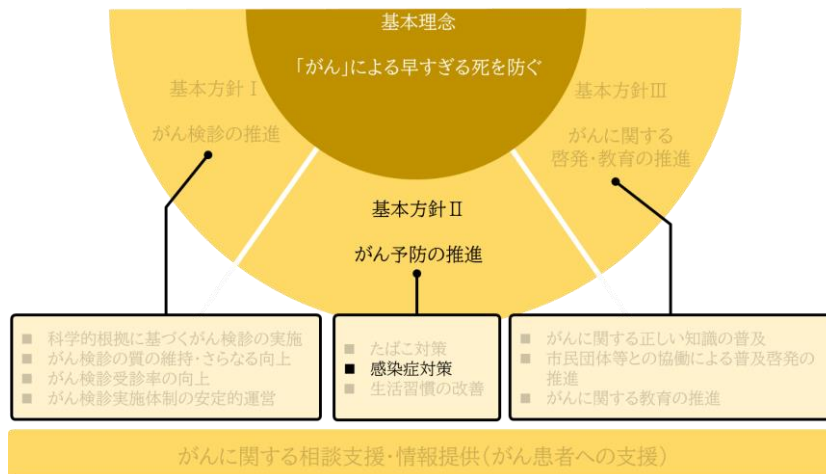 基本理念
「がん」による早すぎる死を防ぐ
基本方針Ⅰ
がん検診の推進
基本方針Ⅱ
がん予防の推進
基本方針Ⅲ
がんに関する
啓発・教育の推進
■ 科学的根拠に基づくがん検診の実施
■ がん検診の質の維持・さらなる向上
■ がん検診受診率の向上
■ がん検診実施体制の安定的運営
■ たばこ対策
■ 感染症対策
■ 生活習慣の改善
■ がんに関する正しい知識の普及
■ 市民団体等との協働による普及啓発の
推進
■ がんに関する教育の推進
がんに関する相談支援・情報提供(がん患者への支援)